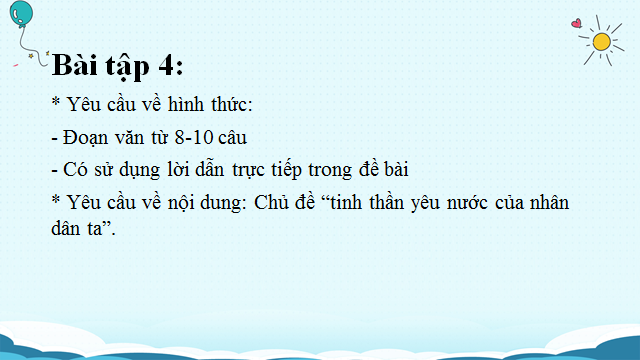 Bài tập 4:
* Yêu cầu về hình thức:
- Đoạn văn từ 8-10 câu
- Có sử dụng lời dẫn trực tiếp trong đề bài
* Yêu cầu về nội dung: Chủ đề “tinh thần yêu nước của nhân
dân ta”.